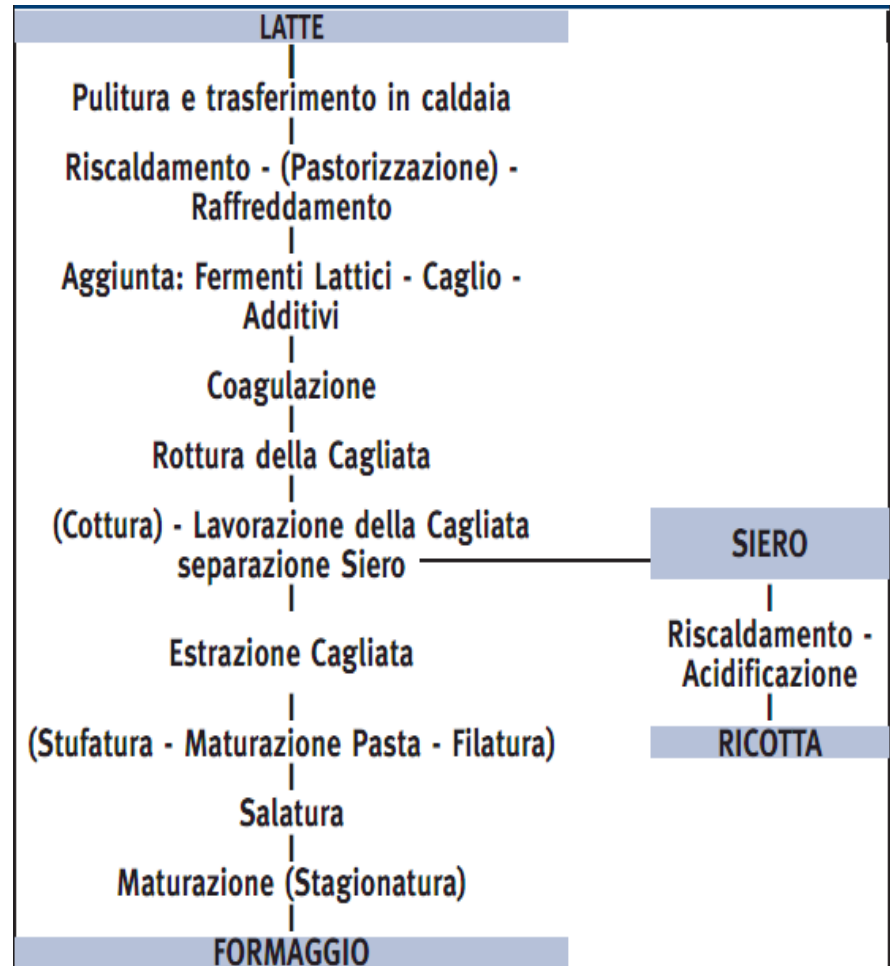 LATTE
Pulitura e trasferimento in caldaia
Riscaldamento - (Pastorizzazione) -
Raffreddamento
Aggiunta: Fermenti Lattici - Caglio -
Additivi
Coagulazione
Rottura della Cagliata
(Cottura) - Lavorazione della Cagliata
separazione Siero
Estrazione Cagliata
(Stufatura - Maturazione Pasta - Filatura)
Salatura
Maturazione (Stagionatura)
FORMAGGIO
SIERO
Riscaldamento -
Acidificazione
RICOTTA